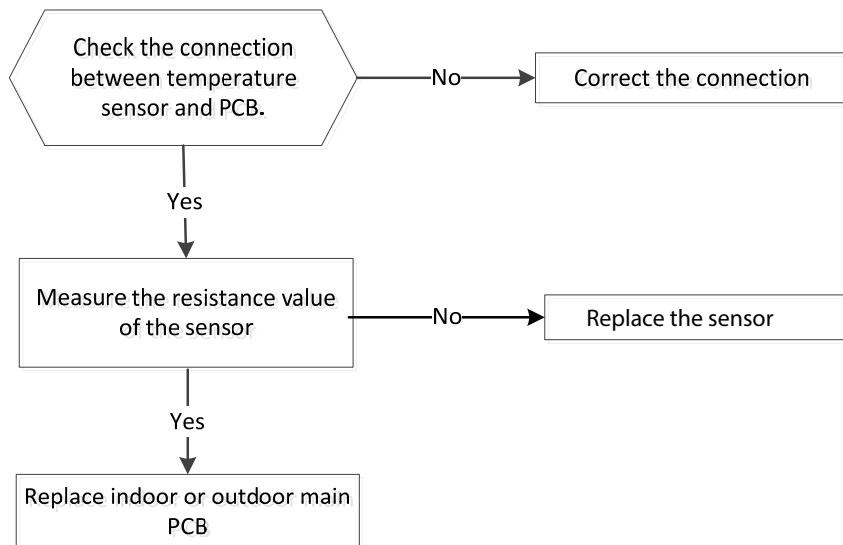 Check the connection
between temperature
sensor and PCB.
No
Correct the connection
Yes
Measure the resistance value
of the sensor
No
Replace the sensor
Yes
Replace indoor or outdoor main
PCB